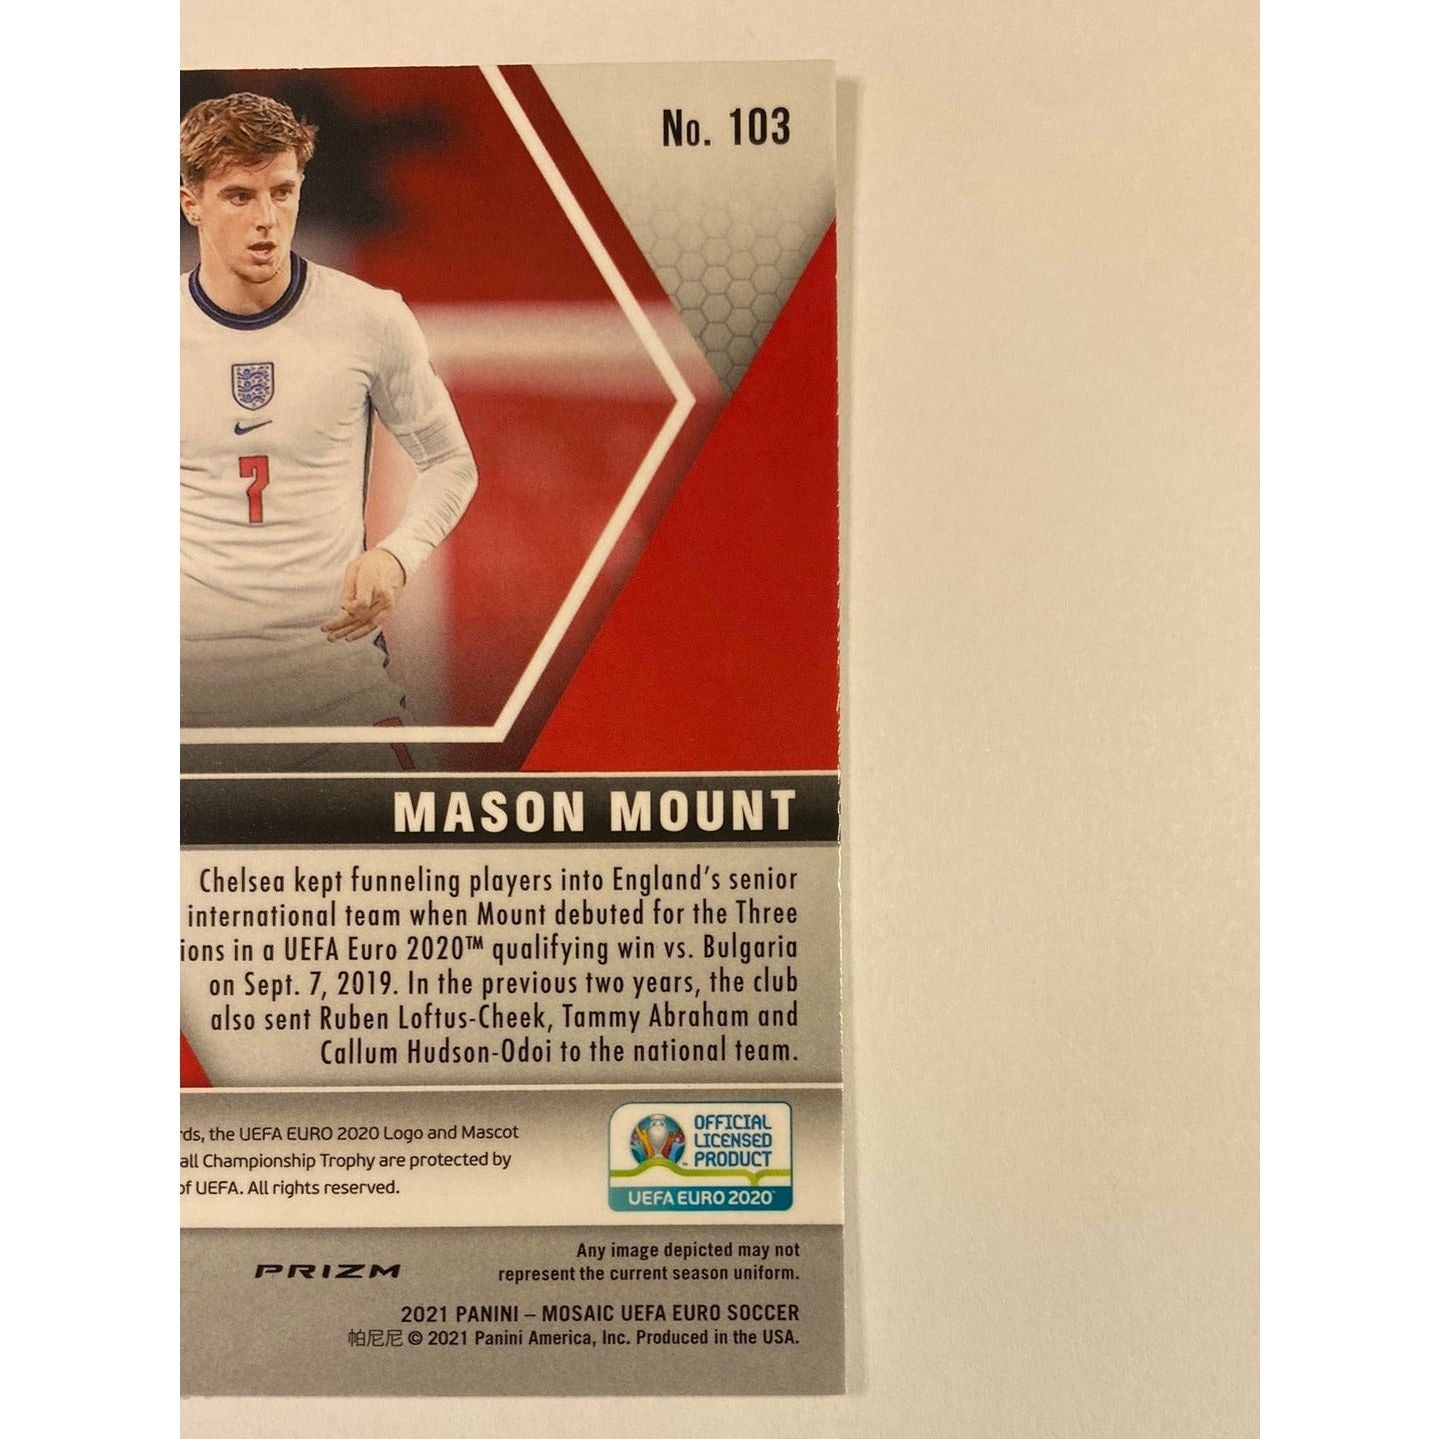 No. 103
7
7
MASON MOUNT
Chelsea kept funneling players into England's senior
international team when Mount debuted for the Three
ions in a UEFA Euro 2020™ qualifying win vs. Bulgaria
on Sept. 7, 2019. In the previous two years, the club
also sent Ruben Loftus-Cheek, Tammy Abraham and
Callum Hudson-Odoi to the national team.
rds, the UEFA EURO 2020 Logo and Mascot
all Championship Trophy are protected by
of UEFA. All rights reserved.
OFFICIAL
LICENSED
PRODUCT
UEFA EURO 2020
PRIZM
Any image depicted may not
represent the current season uniform.
2021 PANINI – MOSAIC UEFA EURO SOCCER
帕尼尼 © 2021 Panini America, Inc. Produced in the USA.